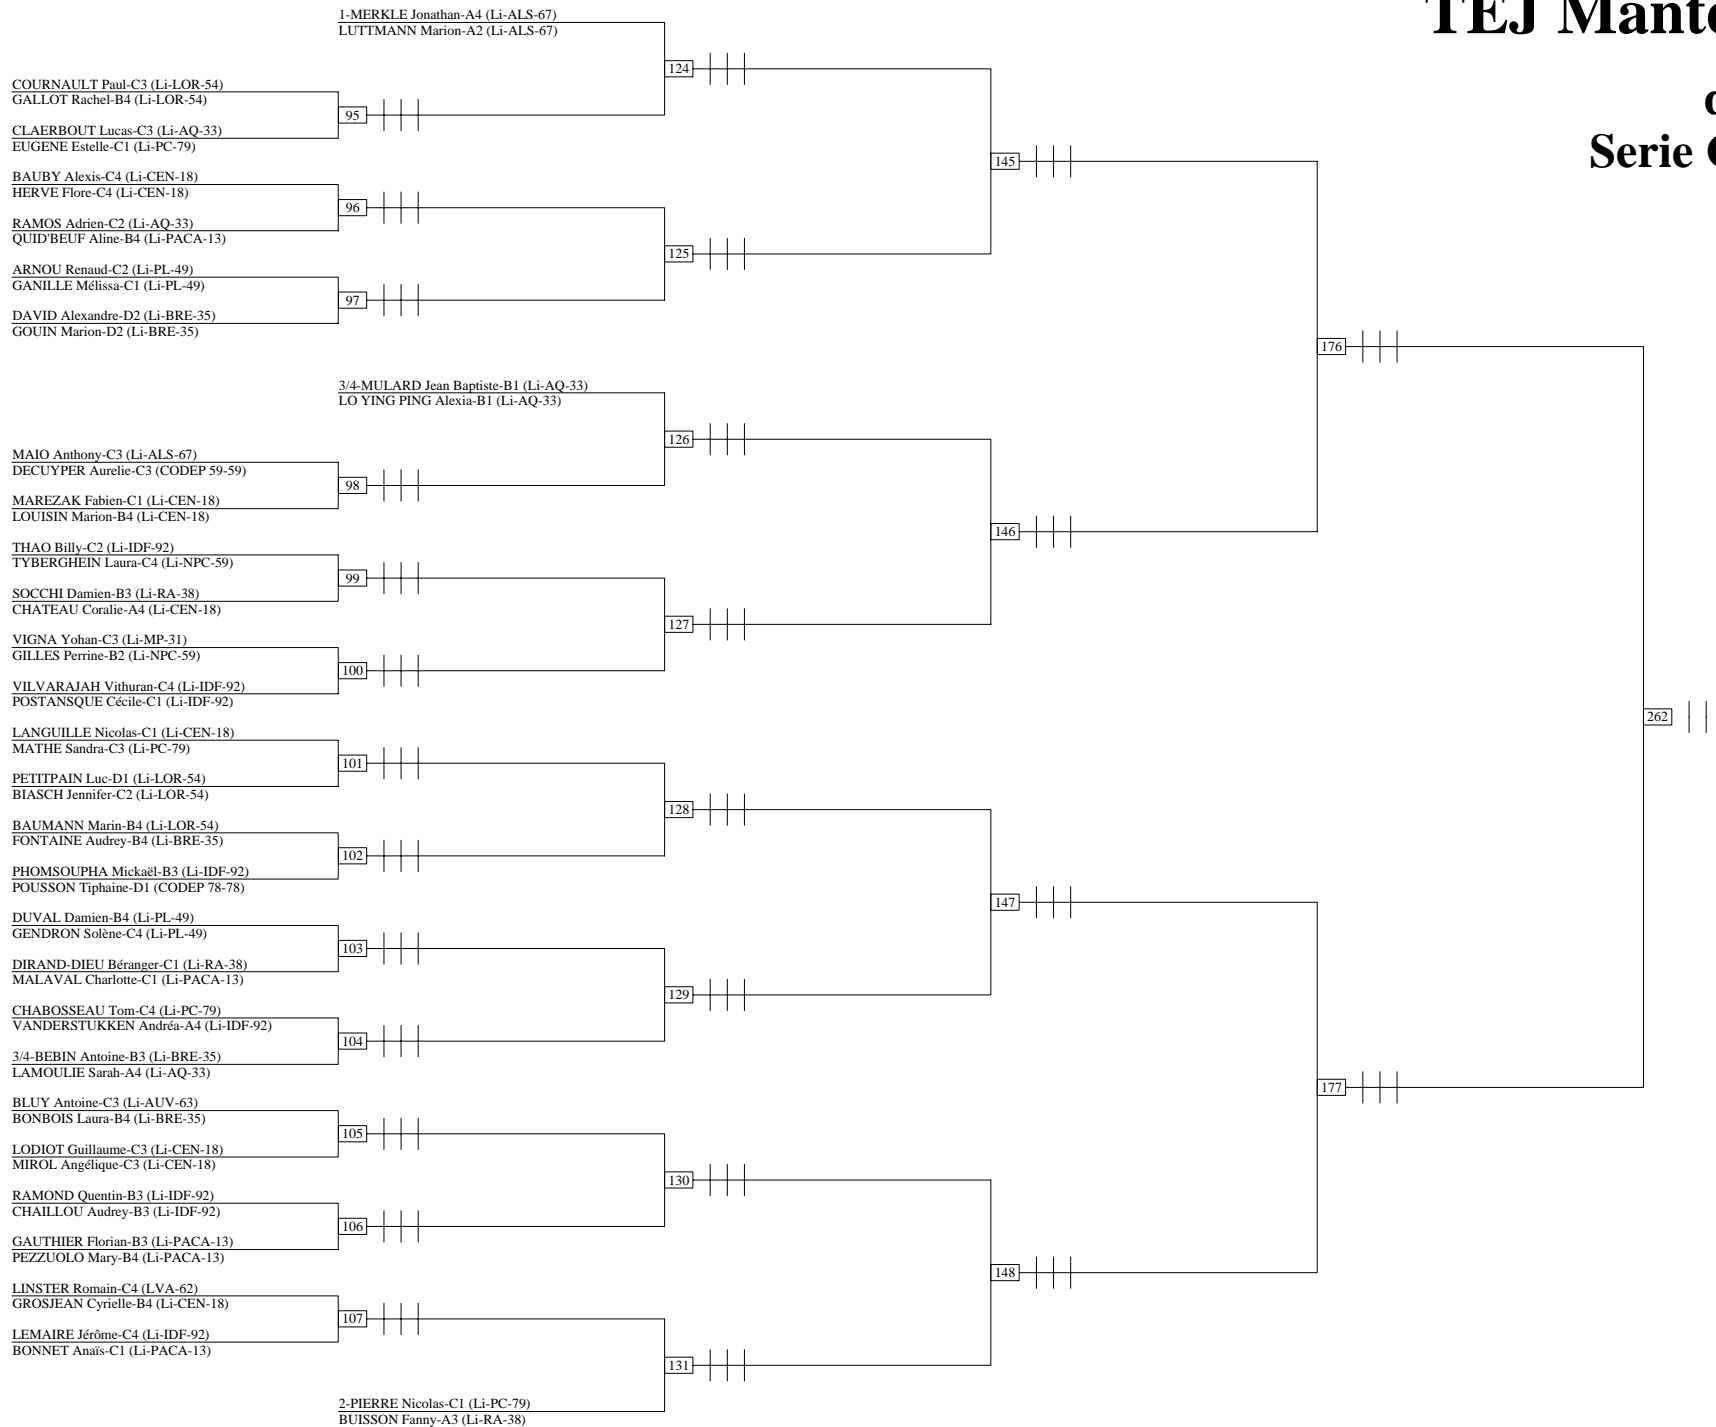 TEJ
Serie
1-MERKLE Jonathan-A4 (Li-ALS-67)
LUTTMANN Marion-A2 (Li-ALS-67)
124
COURNAULT Paul-C3 (Li-LOR-54)
GALLOT Rachel-B4 (Li-LOR-54)
95
CLAERBOUT Lucas-C3 (Li-AQ-33)
EUGENE Estelle-C1 (Li-PC-79)
145
BAUBY Alexis-C4 (Li-CEN-18)
HERVE Flore-C4 (Li-CEN-18)
96
RAMOS Adrien-C2 (Li-AQ-33)
QUID'BEUF Aline-B4 (Li-PACA-13)
125
ARNOU Renaud-C2 (Li-PL-49)
GANILLE Mélissa-C1 (Li-PL-49)
97
DAVID Alexandre-D2 (Li-BRE-35)
GOUIN Marion-D2 (Li-BRE-35)
176
3/4-MULARD Jean Baptiste-B1 (Li-AQ-33)
LO YING PING Alexia-B1 (Li-AQ-33)
126
MAIO Anthony-C3 (Li-ALS-67)
DECUYPER Aurelie-C3 (CODEP 59-59)
98
MAREZAK Fabien-C1 (Li-CEN-18)
LOUISIN Marion-B4 (Li-CEN-18)
146
THAO Billy-C2 (Li-IDF-92)
TYBERGHEIN Laura-C4 (Li-NPC-59)
99
SOCCHI Damien-B3 (Li-RA-38)
CHATEAU Coralie-A4 (Li-CEN-18)
127
VIGNA Yohan-C3 (Li-MP-31)
GILLES Perrine-B2 (Li-NPC-59)
100
VILVARAJAH Vithuran-C4 (Li-IDF-92)
POSTANSQUE Cécile-C1 (Li-IDF-92)
262
LANGUILLE Nicolas-C1 (Li-CEN-18)
MATHE Sandra-C3 (Li-PC-79)
101
PETITPAIN Luc-D1 (Li-LOR-54)
BIASCH Jennifer-C2 (Li-LOR-54)
128
BAUMANN Marin-B4 (Li-LOR-54)
FONTAINE Audrey-B4 (Li-BRE-35)
102
PHOMSOUPHA Mickaël-B3 (Li-IDF-92)
POUSSON Tiphaine-D1 (CODEP 78-78)
147
DUVAL Damien-B4 (Li-PL-49)
GENDRON Solène-C4 (Li-PL-49)
103
DIRAND-DIEU Béranger-C1 (Li-RA-38)
MALAVAL Charlotte-C1 (Li-PACA-13)
129
CHABOSSEAU Tom-C4 (Li-PC-79)
VANDERSTUKKEN Andréa-A4 (Li-IDF-92)
104
3/4-BEBIN Antoine-B3 (Li-BRE-35)
LAMOULIE Sarah-A4 (Li-AQ-33)
177
BLUY Antoine-C3 (Li-AUV-63)
BONBOIS Laura-B4 (Li-BRE-35)
105
LODIOT Guillaume-C3 (Li-CEN-18)
MIROL Angélique-C3 (Li-CEN-18)
130
RAMOND Quentin-B3 (Li-IDF-92)
CHAILLOU Audrey-B3 (Li-IDF-92)
106
GAUTHIER Florian-B3 (Li-PACA-13)
PEZZUOLO Mary-B4 (Li-PACA-13)
148
LINSTER Romain-C4 (LVA-62)
GROSJEAN Cyrielle-B4 (Li-CEN-18)
107
LEMAIRE Jérôme-C4 (Li-IDF-92)
BONNET Anaïs-C1 (Li-PACA-13)
131
2-PIERRE Nicolas-C1 (Li-PC-79)
BUISSON Fanny-A3 (Li-RA-38)